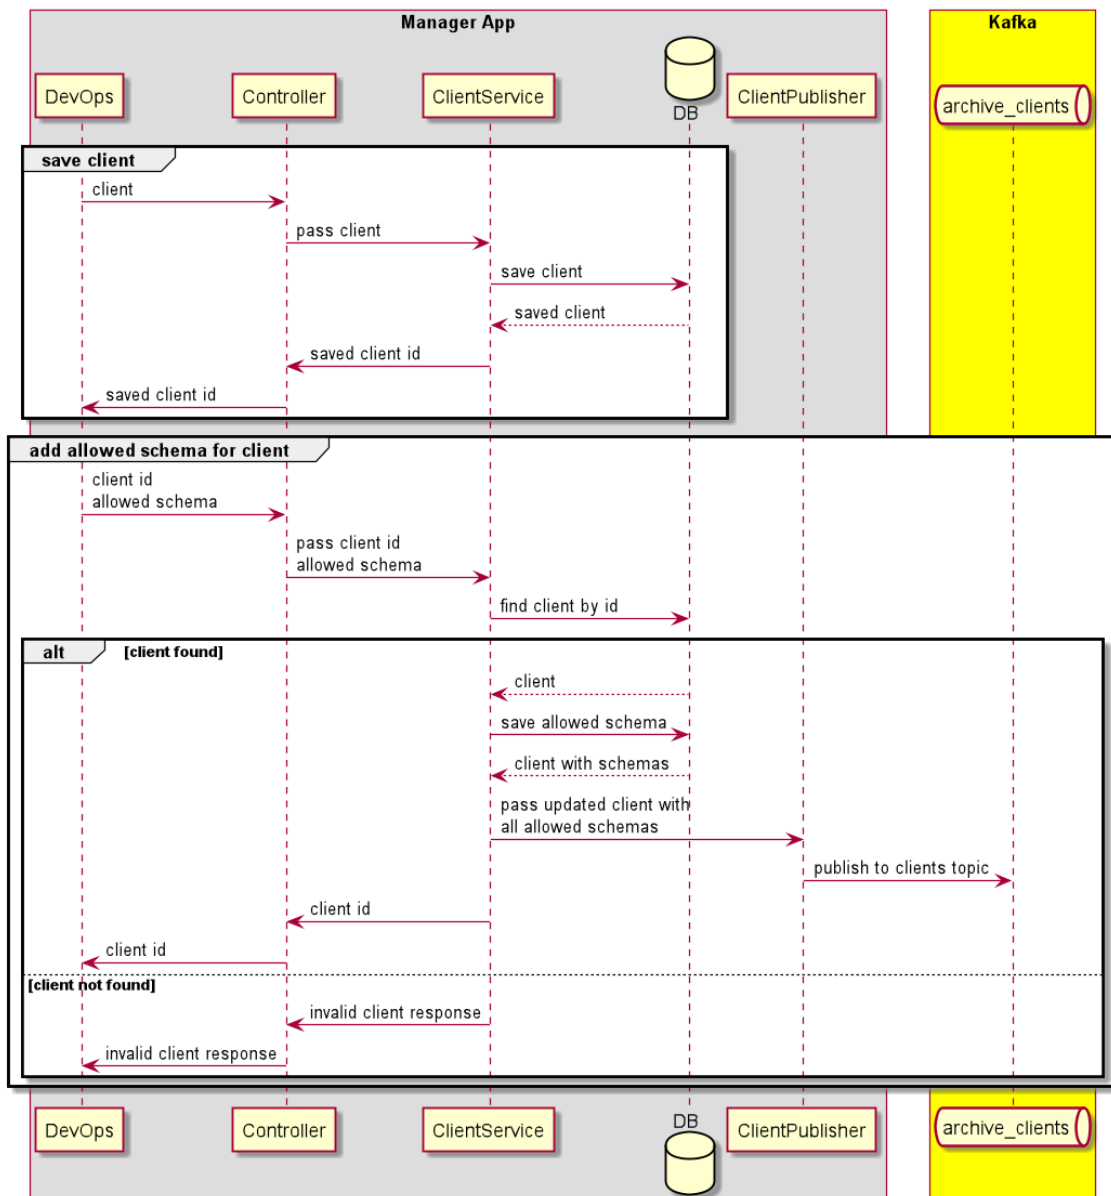 Manager App
Kafka
DevOps
Controller
ClientService
DB
ClientPublisher
archive_clients
save client
client
pass client
save client
saved client
saved client id
saved client id
add allowed schema for client
client id
allowed schema
pass client id
allowed schema
find client by id
alt
[client found]
client
save allowed schema
client with schemas
pass updated client with
all allowed schemas
publish to clients topic
client id
client id
[client not found]
invalid client response
invalid client response
DevOps
Controller
ClientService
DB
ClientPublisher
archive_clients